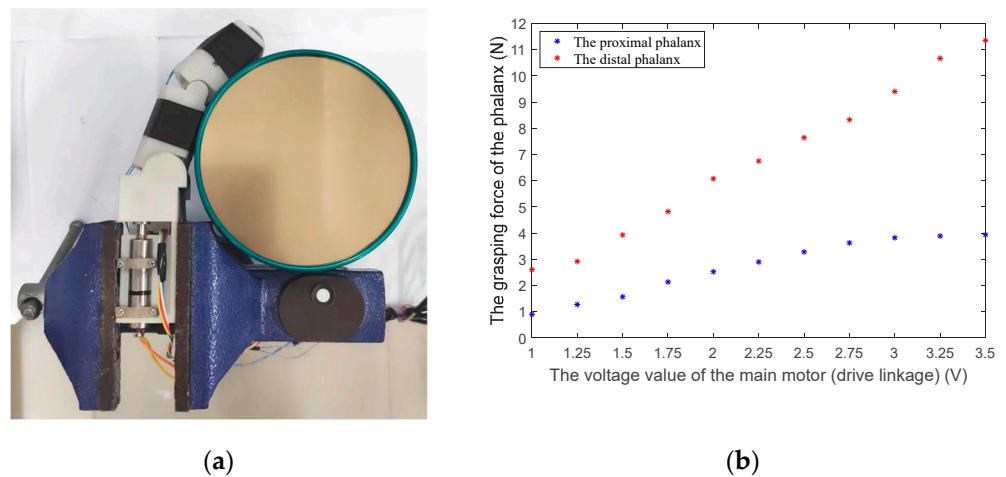 The proximal phalanx
The distal phalanx
The grasping force of the phalanx (N)
12
11
10
9
8
7
6
5
4
3
2
1
0
1 1.25 1.5 1.75 2 2.25 2.5 2.75 3 3.25 3.5
The voltage value of the main motor (drive linkage) (V)
(a) (b)